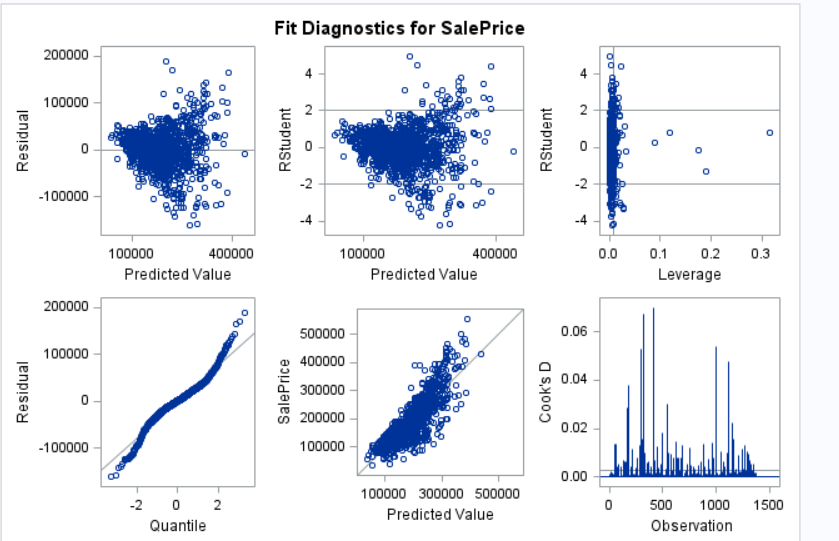 Fit Diagnostics for SalePrice
Residual
200000
100000
0
-100000
100000 400000
Predicted Value
RStudent
4
2
0
-2
-4
100000 400000
Predicted Value
RStudent
4
2
0
-2
-4
0.0 0.1 0.2 0.3
Leverage
Residual
200000
100000
0
-100000
-2 0 2
Quantile
SalePrice
500000
400000
300000
200000
100000
100000 300000 500000
Predicted Value
Cook's D
0.06
0.04
0.02
0.00
0 500 1000 1500
Observation